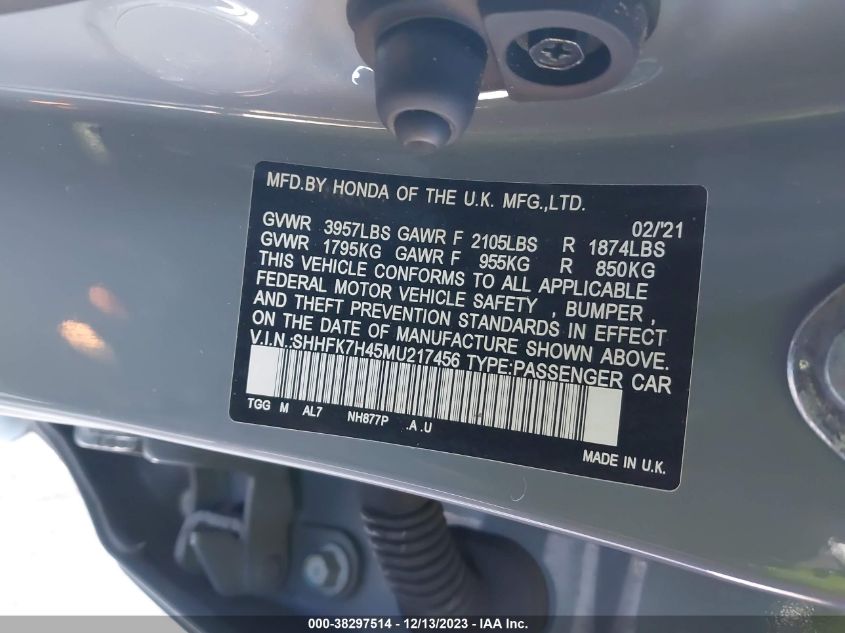 MFD.BY HONDA OF THE U.K. MFG.,LTD.
02/'21
GVWR 3957LBS GAWR F 2105LBS R 1874LBS
GVWR 1795KG GAWR F 955KG R 850KG
THIS VEHICLE CONFORMS TO ALL APPLICABLE
FEDERAL MOTOR VEHICLE SAFETY , BUMPER ,
AND THEFT PREVENTION STANDARDS IN EFFECT
ON THE DATE OF MANUFACTURE SHOWN ABOVE.
V.I.N.:SHHFK7H45MU217456 TYPE:PASSENGER CAR
TGG M AL7 NH877P .A .U
MADE IN U.K.
000-38297514 - 12/13/2023 - IAA Inc.